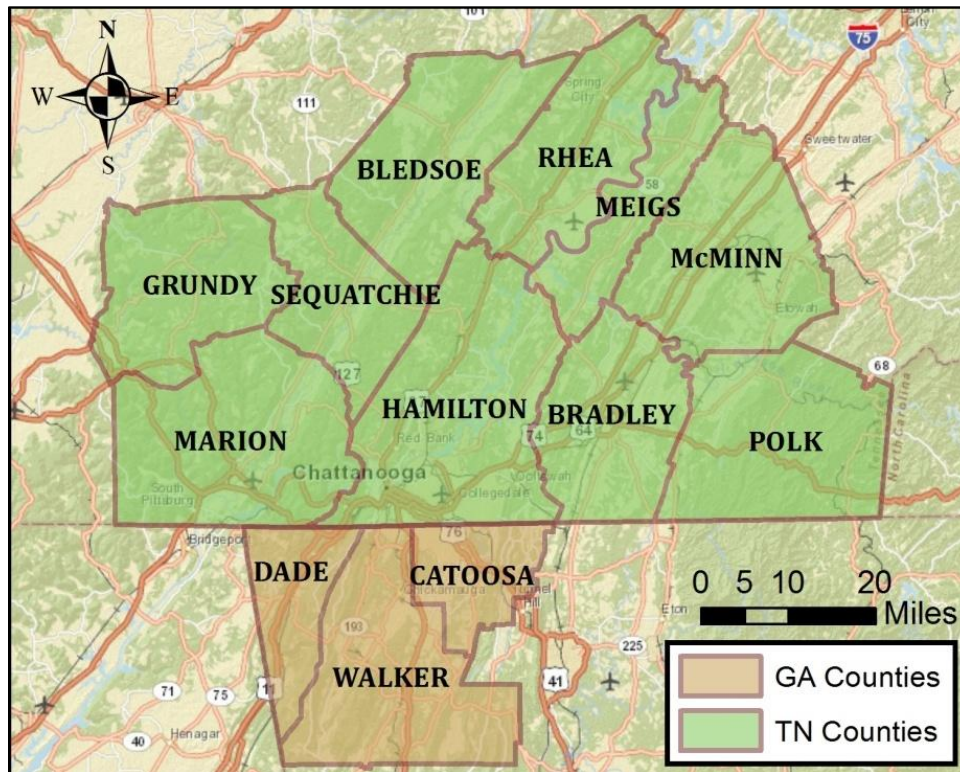 101
75
N
W
E
S
111
Spring
City
Sweetwater
BLEDSOE
RHEA
58
MEIGS
McMINN
GRUNDY
SEQUATCHIE
Etowah
68
127
HAMILTON
BRADLEY
Tennessee
North Carolina
MARION
Red Bank
74
64
POLK
Chattanooga
South
Pittsburg
Collegedale
Bridgeport
76
DADE
CATOOSA
Chickamauga
Tunnel
Hill
Eton
0 5 10 20
Miles
193
225
WALKER
GA Counties
71
75
11
41
TN Counties
40
Henagar